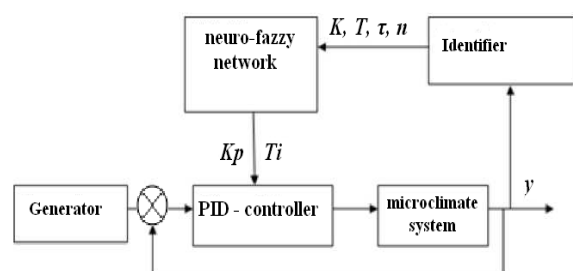 neuro-fazzy
network
K, T, τ, n
Identifier
Kp Ti
Generator
PID - controller
microclimate
system
y